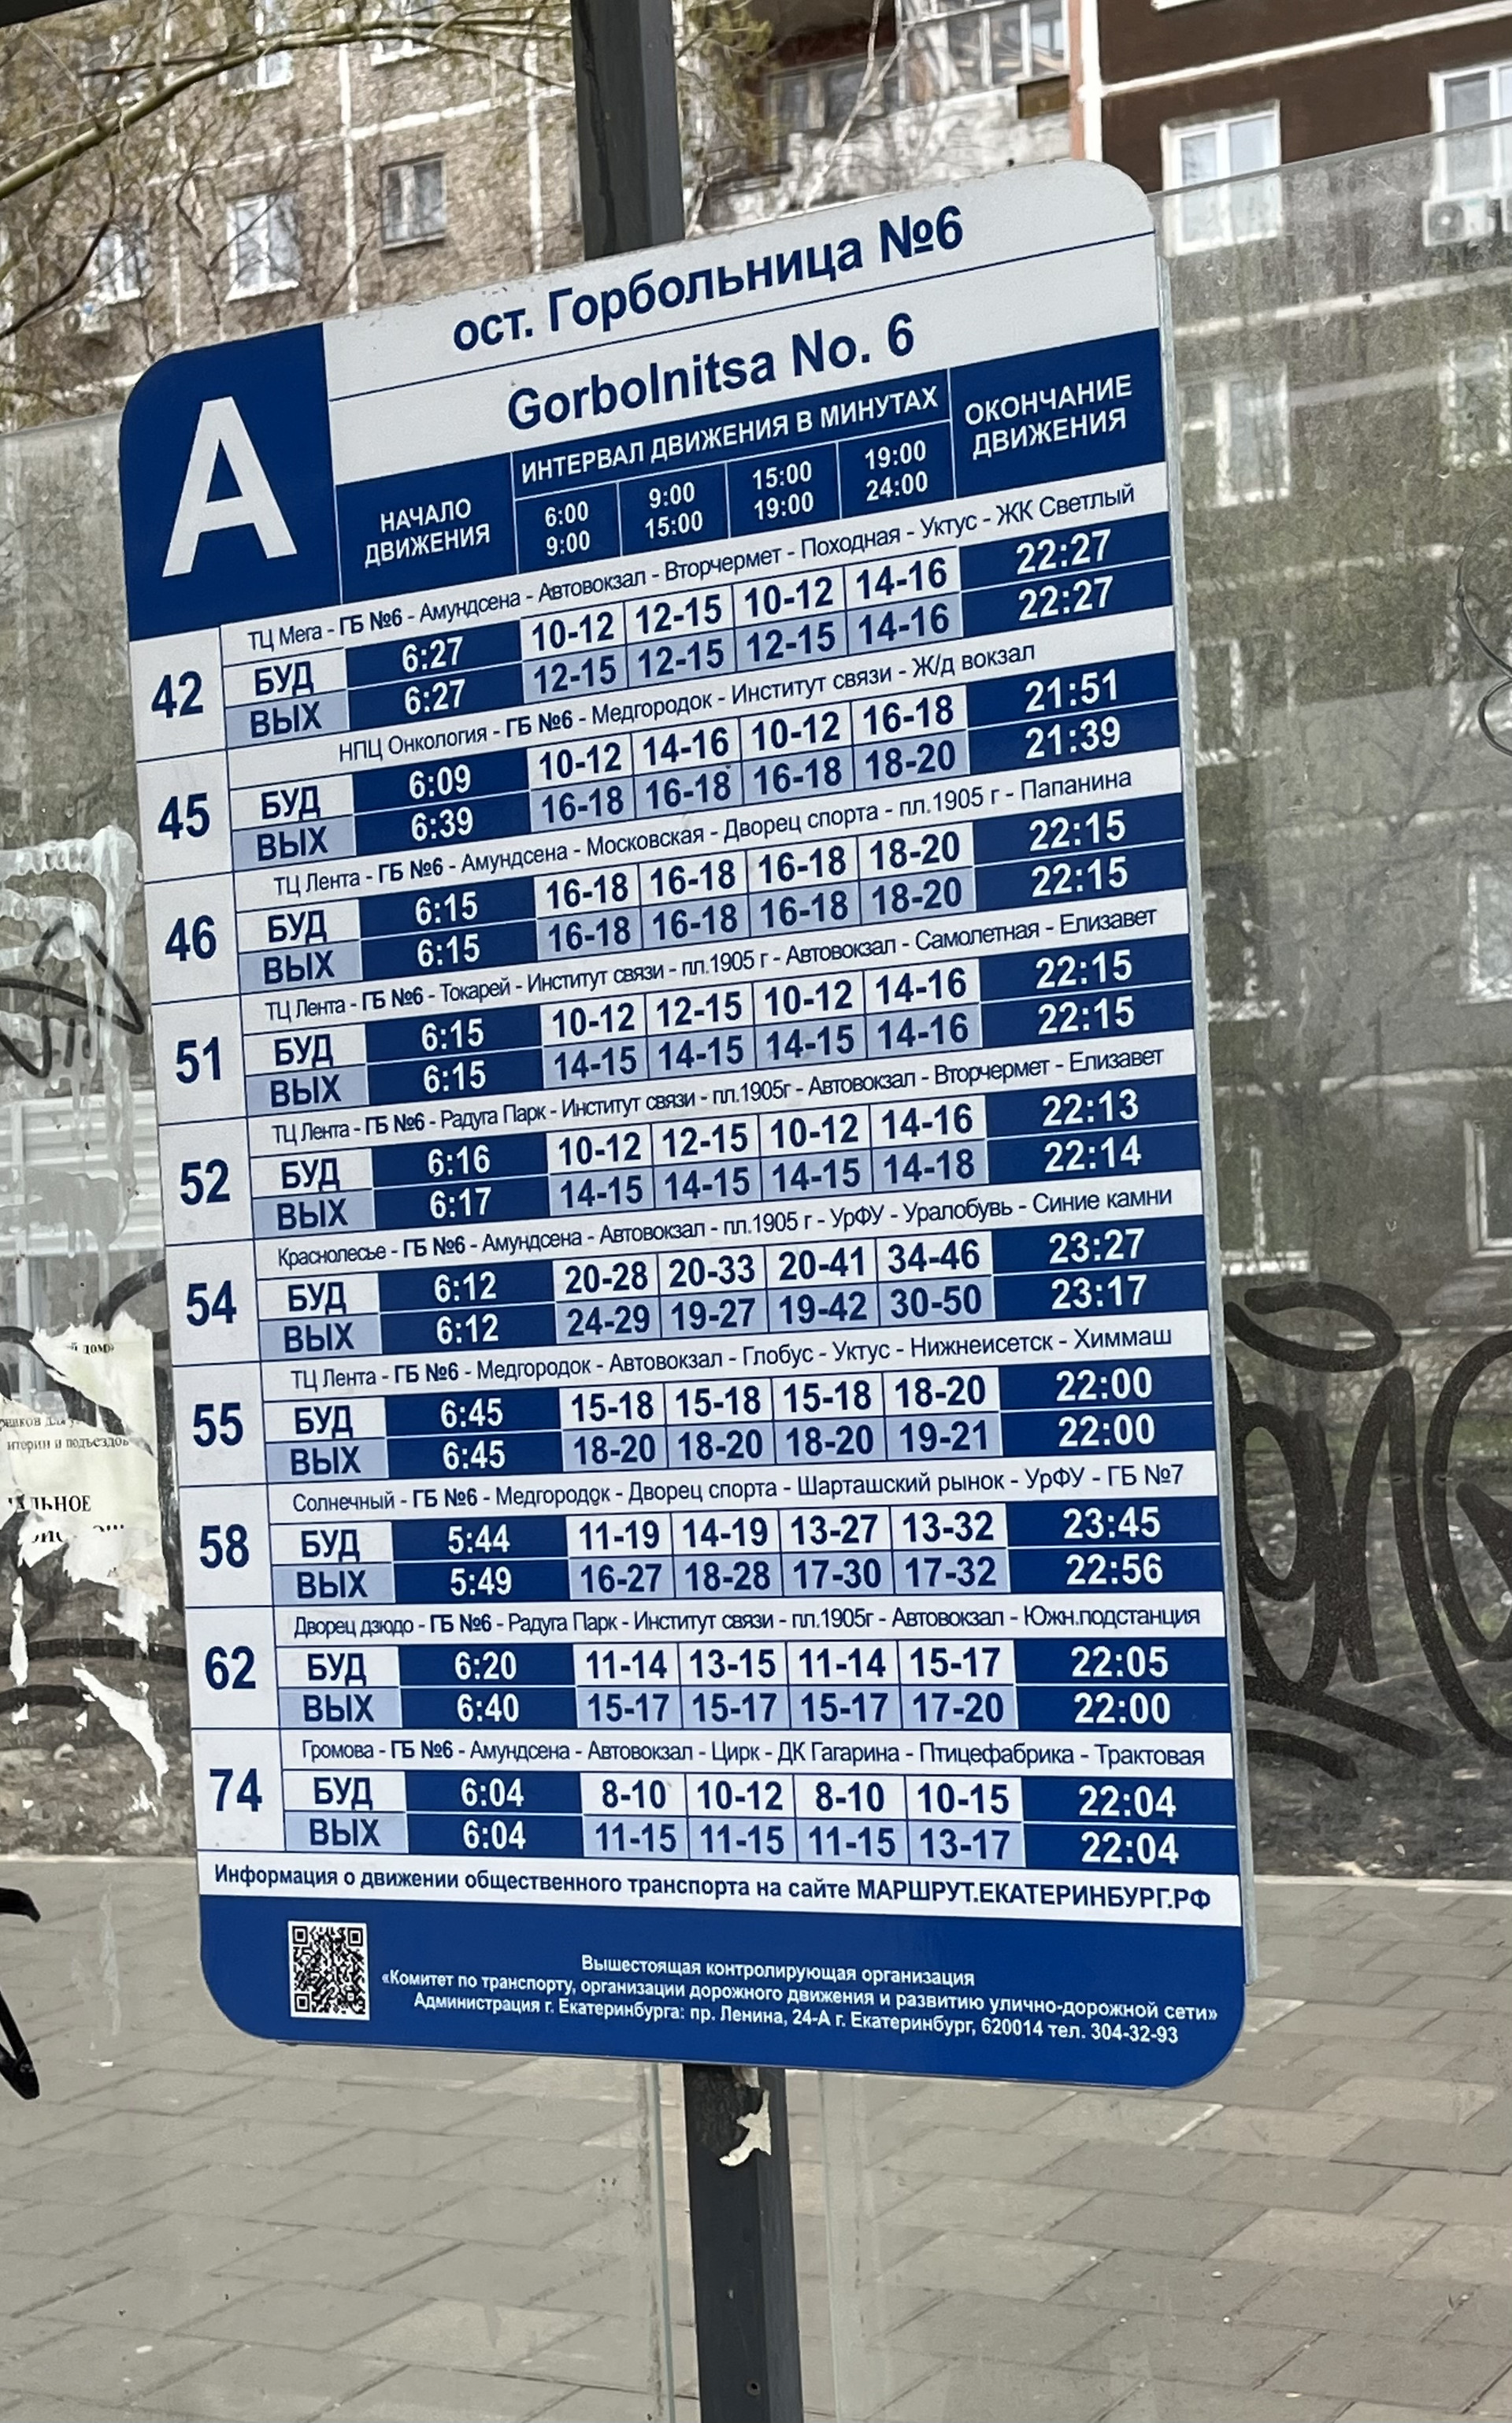 ост. Горбольница №6
Gorbolnitsa No. 6
А
НАЧАЛО ДВИЖЕНИЯ
ИНТЕРВАЛ ДВИЖЕНИЯ В МИНУТАХ
ОКОНЧАНИЕ ДВИЖЕНИЯ
6:00 9:00 15:00 19:00
9:00 15:00 19:00 24:00
ТЦ Мега - ГБ №6 - Амундсена - Автовокзал - Вторчермет - Походная - Уктус - ЖК Светлый
42
БУД 6:27 10-12 12-15 10-12 14-16 22:27
ВЫХ 6:27 12-15 12-15 12-15 14-16 22:27
НПЦ Онкология - ГБ №6 - Медгородок - Институт связи - Ж/д вокзал
45
БУД 6:09 10-12 14-16 10-12 16-18 21:51
ВЫХ 6:39 16-18 16-18 16-18 18-20 21:39
ТЦ Лента - ГБ №6 - Амундсена - Московская - Дворец спорта - пл.1905 г - Папанина
46
БУД 6:15 16-18 16-18 16-18 18-20 22:15
ВЫХ 6:15 16-18 16-18 16-18 18-20 22:15
ТЦ Лента - ГБ №6 - Токарей - Институт связи - пл.1905 г - Автовокзал - Самолетная - Елизавет
51
БУД 6:15 10-12 12-15 10-12 14-16 22:15
ВЫХ 6:15 14-15 14-15 14-15 14-16 22:15
ТЦ Лента - ГБ №6 - Радуга Парк - Институт связи - пл.1905г - Автовокзал - Вторчермет - Елизавет
52
БУД 6:16 10-12 12-15 10-12 14-16 22:13
ВЫХ 6:17 14-15 14-15 14-15 14-18 22:14
Краснолесье - ГБ №6 - Амундсена - Автовокзал - пл.1905 г - УрФУ - Уралобувь - Синие камни
54
БУД 6:12 20-28 20-33 20-41 34-46 23:27
ВЫХ 6:12 24-29 19-27 19-42 30-50 23:17
ТЦ Лента - ГБ №6 - Медгородок - Автовокзал - Глобус - Уктус - Нижнеисетск - Химмаш
55
БУД 6:45 15-18 15-18 15-18 18-20 22:00
ВЫХ 6:45 18-20 18-20 18-20 19-21 22:00
Солнечный - ГБ №6 - Медгородок - Дворец спорта - Шарташский рынок - УрФУ - ГБ №7
58
БУД 5:44 11-19 14-19 13-27 13-32 23:45
ВЫХ 5:49 16-27 18-28 17-30 17-32 22:56
Дворец дзюдо - ГБ №6 - Радуга Парк - Институт связи - пл.1905г - Автовокзал - Южн.подстанция
62
БУД 6:20 11-14 13-15 11-14 15-17 22:05
ВЫХ 6:40 15-17 15-17 15-17 17-20 22:00
Громова - ГБ №6 - Амундсена - Автовокзал - Цирк - ДК Гагарина - Птицефабрика - Трактовая
74
БУД 6:04 8-10 10-12 8-10 10-15 22:04
ВЫХ 6:04 11-15 11-15 11-15 13-17 22:04
Информация о движении общественного транспорта на сайте МАРШРУТ.ЕКАТЕРИНБУРГ.РФ
Вышестоящая контролирующая организация
«Комитет по транспорту, организации дорожного движения и развитию улично-дорожной сети»
Администрация г. Екатеринбурга: пр. Ленина, 24-А г. Екатеринбург, 620014 тел. 304-32-93